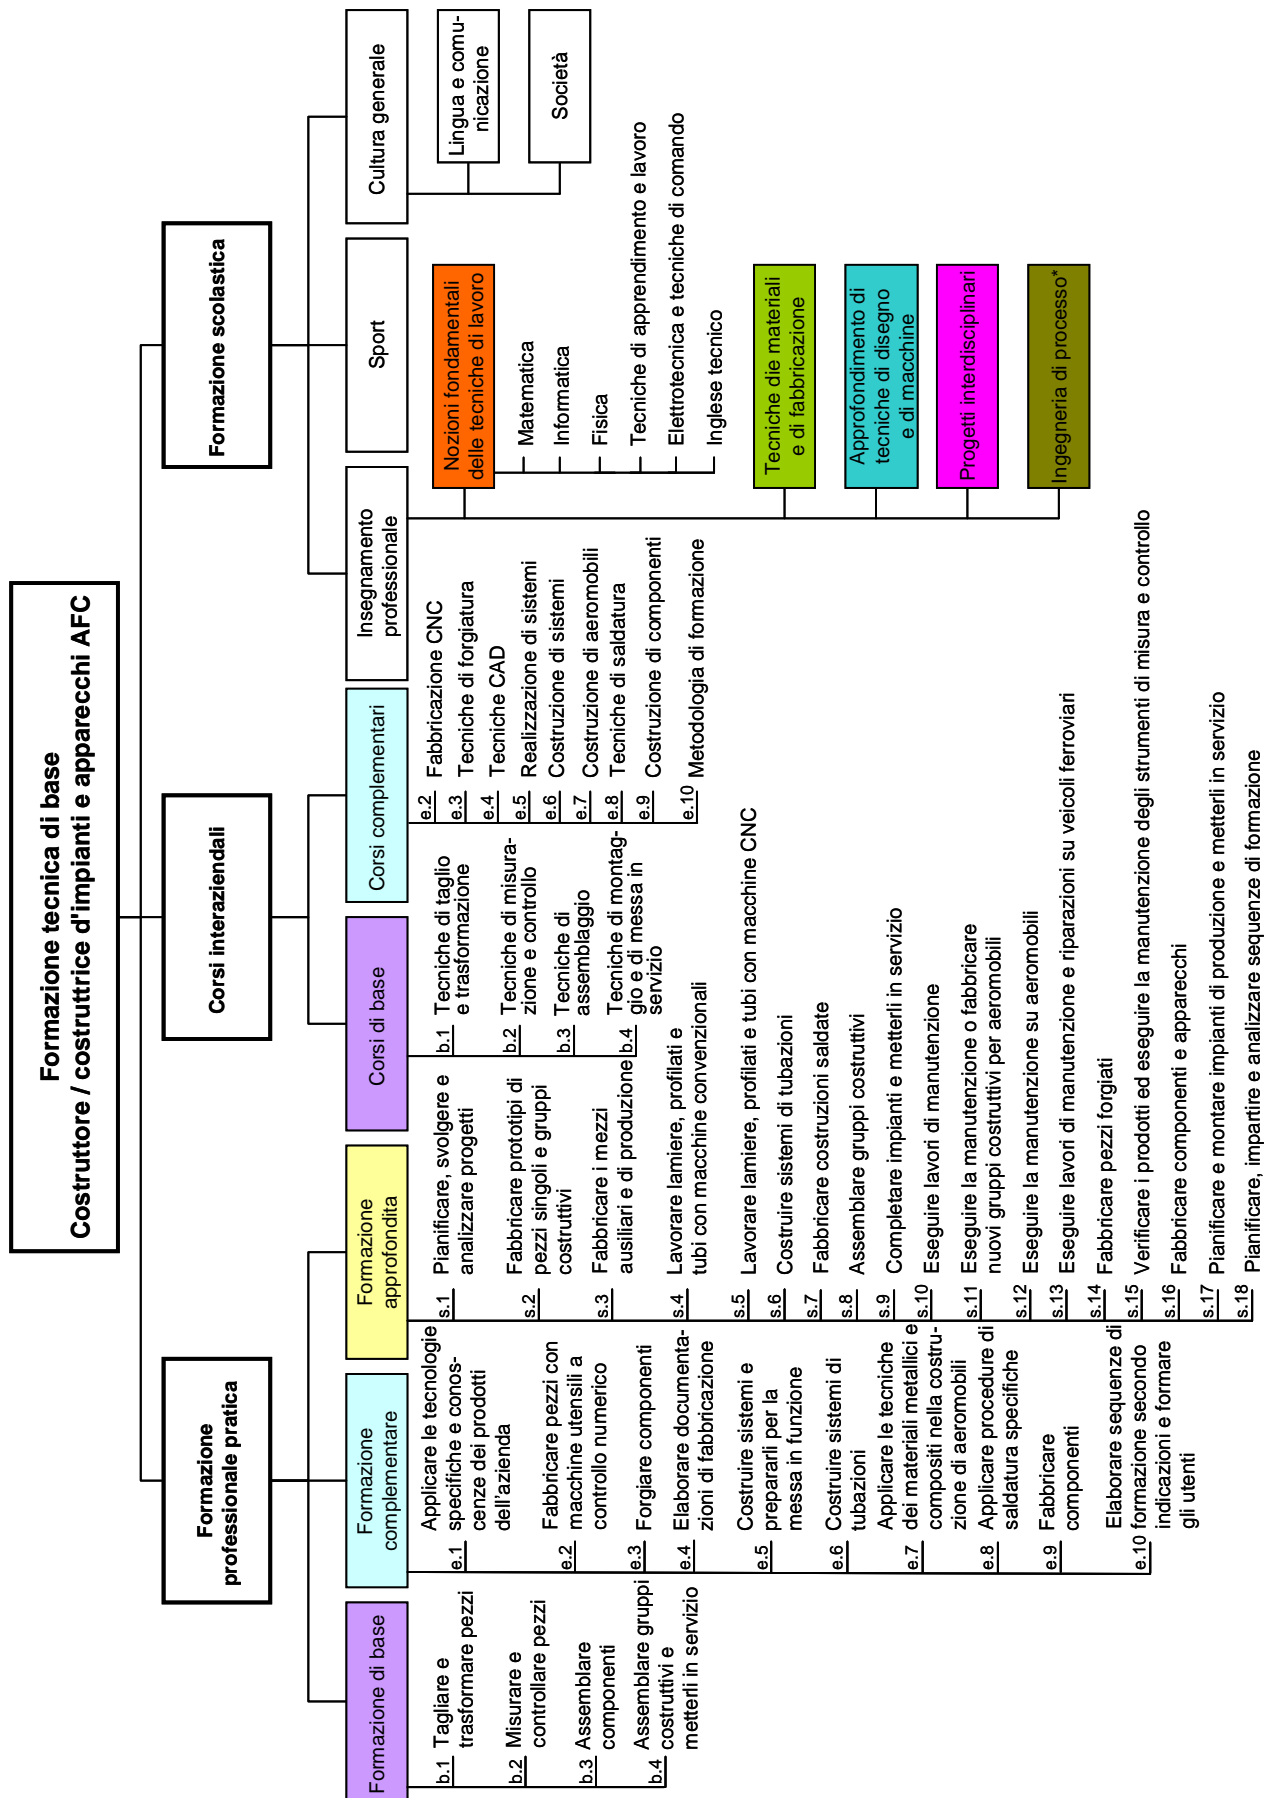 Formazione tecnica di base
Costruttore / costruttrice d'impianti e apparecchi AFC
Formazione
professionale pratica
Corsi interaziendali
Formazione scolastica
Formazione di base
Formazione
complementare
Formazione
approfondita
Corsi di base
Corsi complementari
Insegnamento
professionale
Sport
Cultura generale
b.1 Tagliare e
trasformare pezzi
b.2 Misurare e
controllare pezzi
b.3 Assemblare
componenti
b.4 Assemblare gruppi
costruttivi e
metterli in servizio
e.1 Applicare le tecnologie
specifiche e conos-
cenze dei prodotti
dell'azienda
e.2 Fabbricare pezzi con
macchine utensili a
controllo numerico
e.3 Forgiare componenti
e.4 Elaborare documenta-
zioni di fabbricazione
e.5 Costruire sistemi e
prepararli per la
messa in funzione
e.6 Costruire sistemi di
tubazioni
e.7 Applicare le tecniche
dei materiali metallici e
compositi nella costru-
zione di aeromobili
e.8 Applicare procedure di
saldatura specifiche
e.9 Fabbricare
componenti
e.10 Elaborare sequenze di
formazione secondo
indicazioni e formare
gli utenti
s.1 Pianificare, svolgere e
analizzare progetti
s.2 Fabbricare prototipi di
pezzi singoli e gruppi
costruttivi
s.3 Fabbricare i mezzi
ausiliari e di produzione
s.4 Lavorare lamiere, profilati e
tubi con macchine convenzionali
s.5 Lavorare lamiere, profilati e tubi con macchine CNC
s.6 Costruire sistemi di tubazioni
s.7 Fabbricare costruzioni saldate
s.8 Assemblare gruppi costruttivi
s.9 Completare impianti e metterli in servizio
s.10 Eseguire lavori di manutenzione
s.11 Eseguire la manutenzione o fabbricare
nuovi gruppi costruttivi per aeromobili
s.12 Eseguire la manutenzione su aeromobili
s.13 Eseguire lavori di manutenzione e riparazioni su veicoli ferroviari
s.14 Fabbricare pezzi forgiati
s.15 Verificare i prodotti ed eseguire la manutenzione degli strumenti di misura e controllo
s.16 Fabbricare componenti e apparecchi
s.17 Pianificare e montare impianti di produzione e metterli in servizio
s.18 Pianificare, impartire e analizzare sequenze di formazione
b.1 Tecniche di taglio
e trasformazione
b.2 Tecniche di misura-
zione e controllo
b.3 Tecniche di
assemblaggio
b.4 Tecniche di montag-
gio e di messa in
servizio
e.2 Fabbricazione CNC
e.3 Tecniche di forgiatura
e.4 Tecniche CAD
e.5 Realizzazione di sistemi
e.6 Costruzione di sistemi
e.7 Costruzione di aeromobili
e.8 Tecniche di saldatura
e.9 Costruzione di componenti
e.10 Metodologia di formazione
Nozioni fondamentali
delle tecniche di lavoro
Matematica
Informatica
Fisica
Tecniche di apprendimento e lavoro
Elettrotecnica e tecniche di comando
Inglese tecnico
Tecniche die materiali
e di fabbricazione
Approfondimento di
tecniche di disegno
e di macchine
Progetti interdisciplinari
Ingegneria di processo*
Lingua e comu-
nicazione
Società